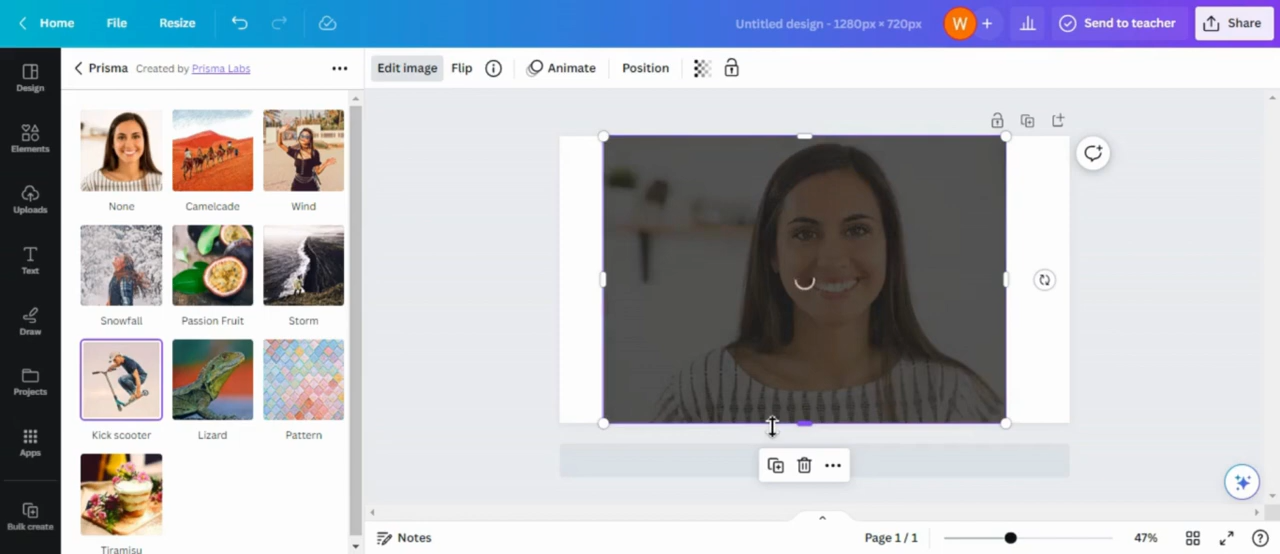 Home File Resize Untitled design - 1280px × 720px W + Send to teacher Share
Design
Elements
Uploads
Text
Draw
Projects
Apps
Bulk create
Prisma Created by Prisma Labs
None Camelcade Wind
Snowfall Passion Fruit Storm
Kick scooter Lizard Pattern
Tiramisu
Edit image Flip Animate Position
Notes Page 1 / 1 47%